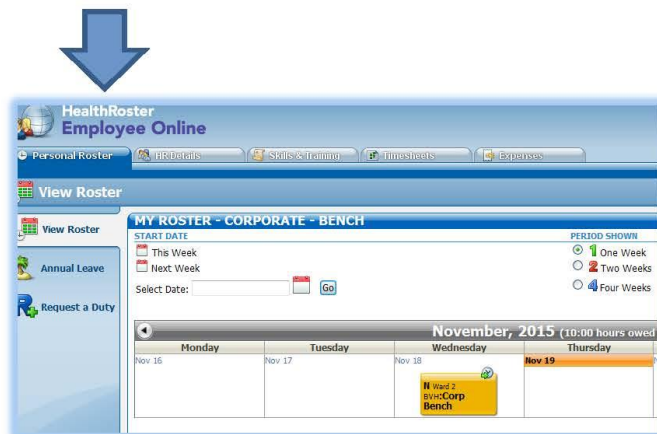 HealthRoster
Employee Online
Personal Roster HR Details Skills & Training Timesheets Expenses
View Roster
View Roster
Annual Leave
Request a Duty
MY ROSTER - CORPORATE - BENCH
START DATE
This Week
Next Week
Select Date: Go
PERIOD SHOWN
1 One Week
2 Two Weeks
4 Four Weeks
November, 2015 (10:00 hours owed
Monday Tuesday Wednesday Thursday
Nov 16 Nov 17 Nov 18 Nov 19
N Ward 2
BVH:Corp
Bench